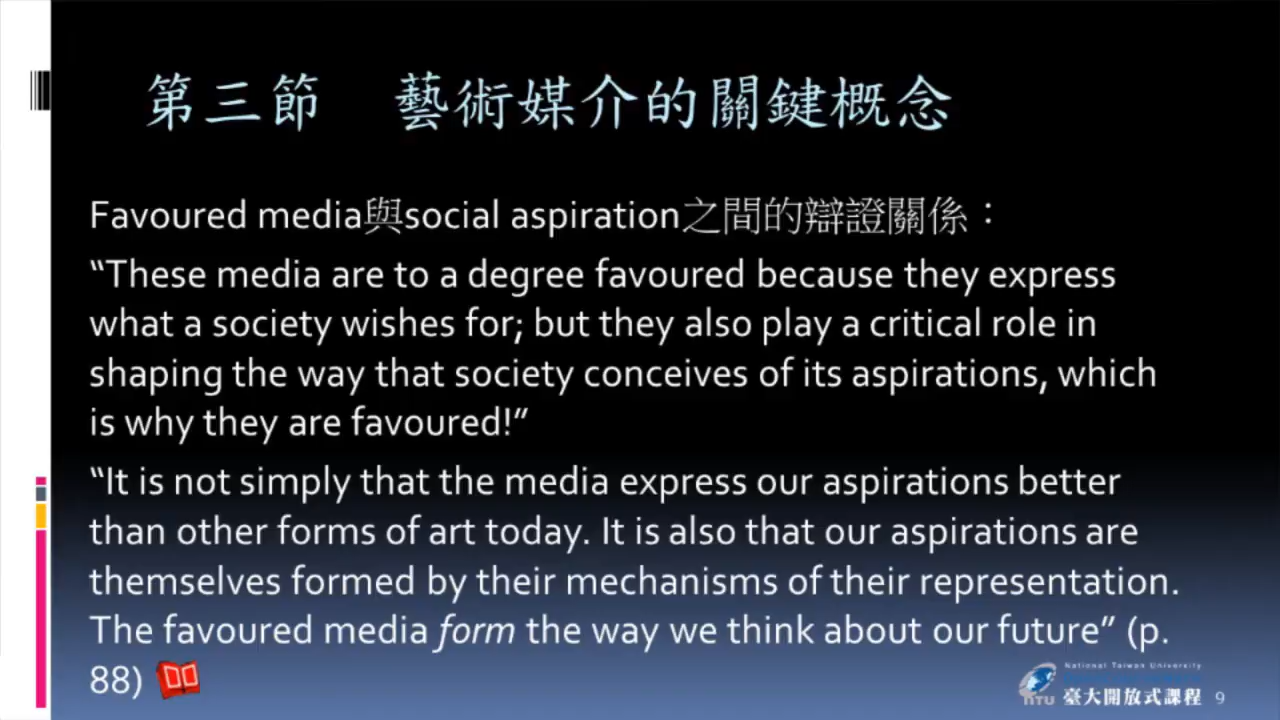 第三節　藝術媒介的關鍵概念
Favoured media與social aspiration之間的辯證關係：
“These media are to a degree favoured because they express
what a society wishes for; but they also play a critical role in
shaping the way that society conceives of its aspirations, which
is why they are favoured!”
“It is not simply that the media express our aspirations better
than other forms of art today. It is also that our aspirations are
themselves formed by their mechanisms of their representation.
The favoured media form the way we think about our future” (p.
88)
National Taiwan University
NTU 臺大開放式課程 9